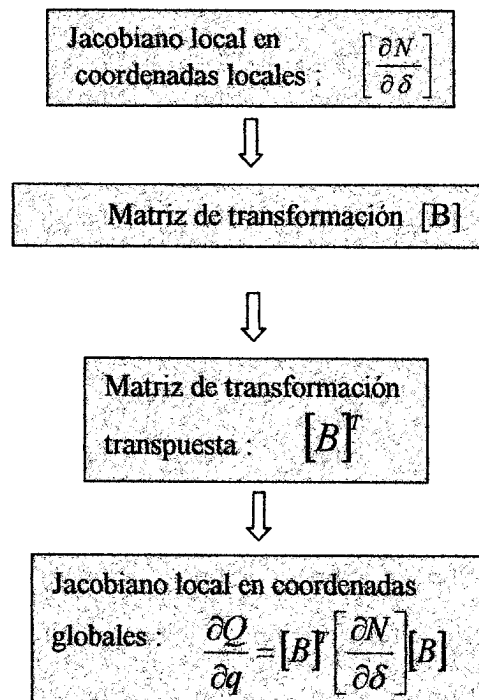 Jacobiano local en
coordenadas locales : [∂N/∂δ]
Matriz de transformación [B]
Matriz de transformación
transpuesta : [B]^T
Jacobiano local en coordenadas
globales : ∂Q/∂q = [B]^T [∂N/∂δ] [B]